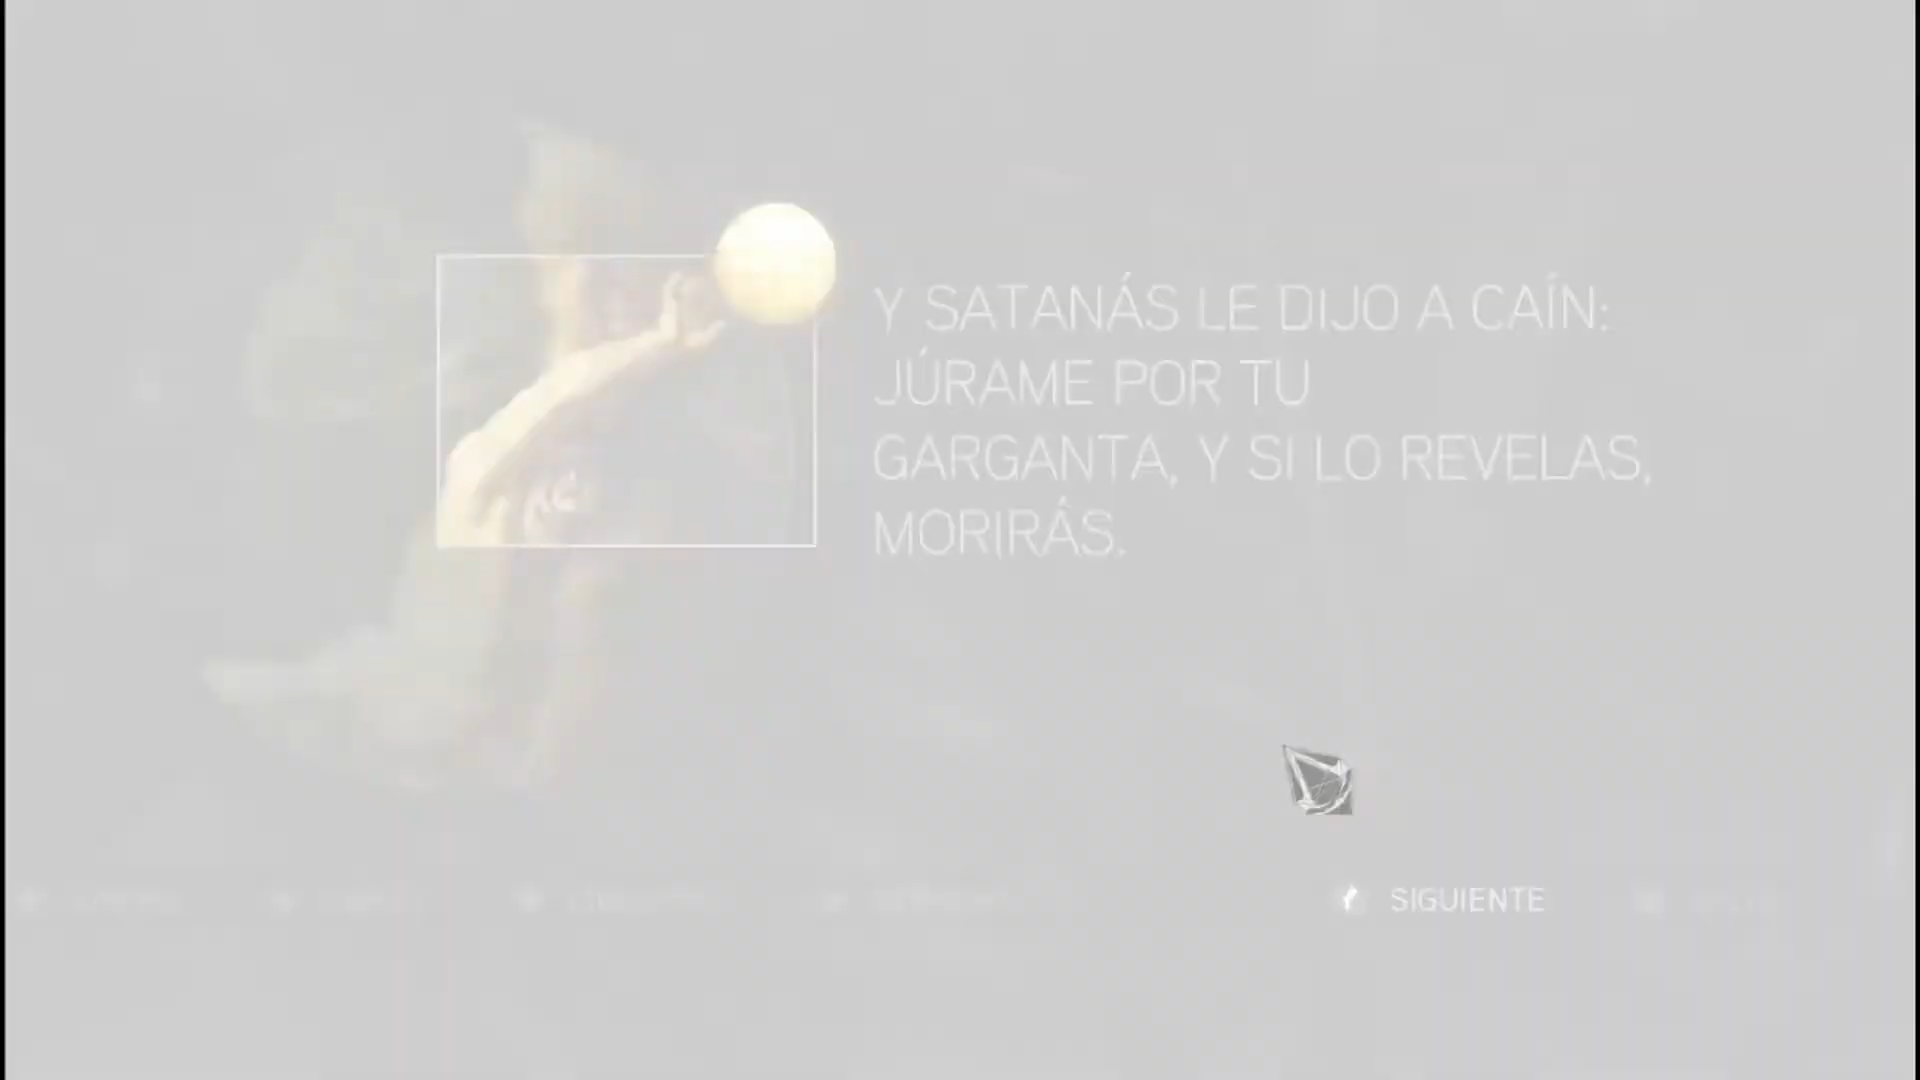 Y SATANÁS LE DIJO A CAÍN:
JÚRAME POR TU
GARGANTA, Y SI LO REVELAS,
MORIRÁS.
SIGUIENTE